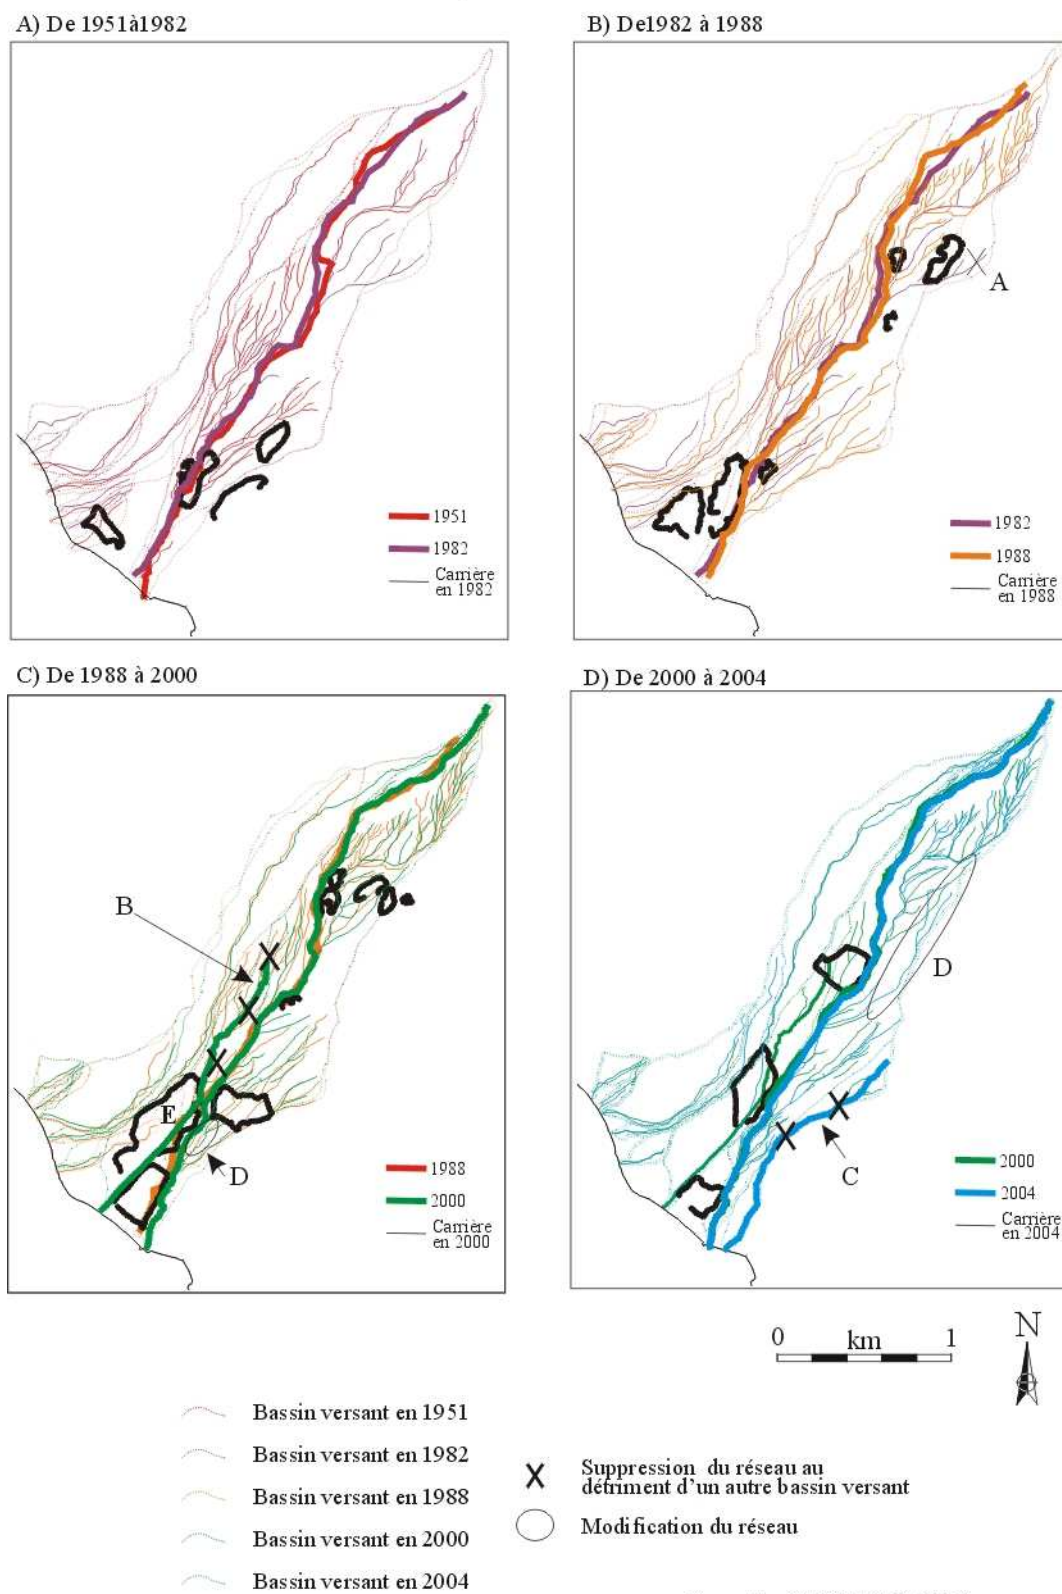 A) De 1951à1982
B) De1982 à 1988
A
1951
1982
Carrière
en 1982
1982
1988
Carrière
en 1988
C) De 1988 à 2000
D) De 2000 à 2004
B
E
D
1988
2000
Carrière
en 2000
D
C
2000
2004
Carrière
en 2004
0 km 1
N
Bassin versant en 1951
Bassin versant en 1982
Bassin versant en 1988
Bassin versant en 2000
Bassin versant en 2004
X Suppression du réseau au
détriment d'un autre bassin versant
Modification du réseau